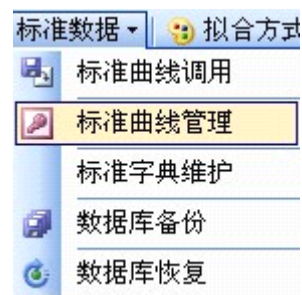 标准数据 拟合方式
标准曲线调用
标准曲线管理
标准字典维护
数据库备份
数据库恢复